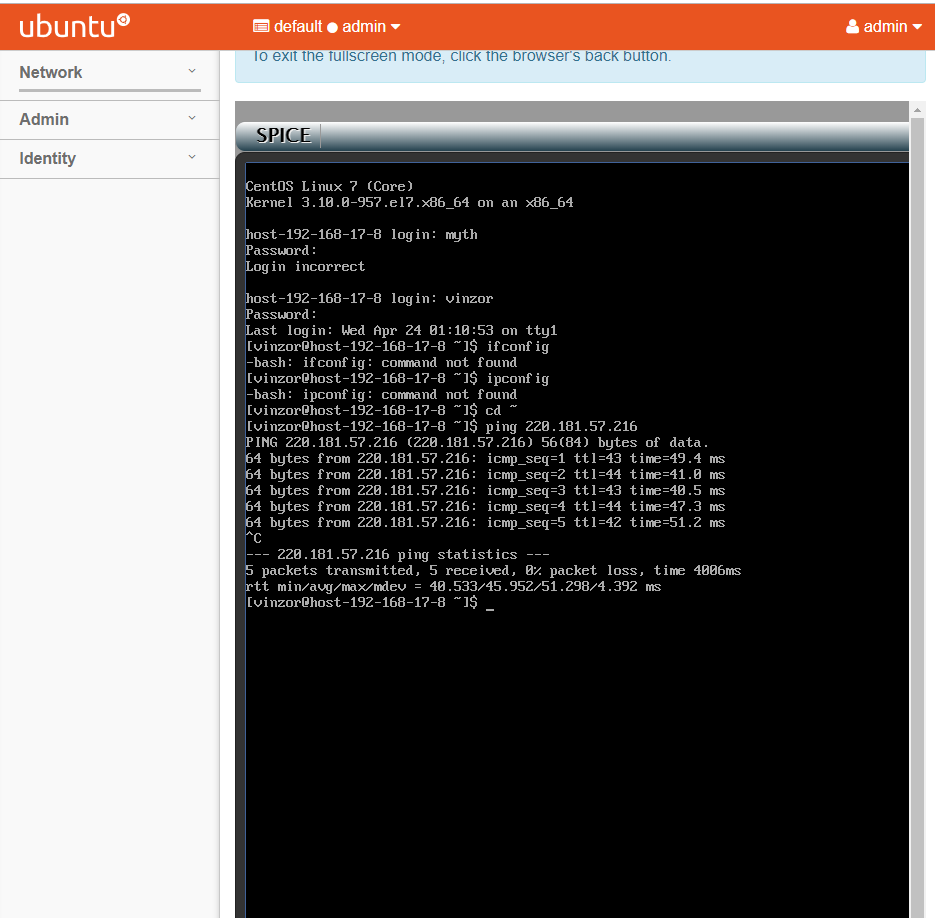 ubuntu
default ● admin
admin
Network
Admin
Identity
To exit the fullscreen mode, click the browser's back button.
SPICE
CentOS Linux 7 (Core)
Kernel 3.10.0-957.el7.x86_64 on an x86_64
host-192-168-17-8 login: myth
Password:
Login incorrect
host-192-168-17-8 login: vinzor
Password:
Last login: Wed Apr 24 01:10:53 on tty1
[vinzor@host-192-168-17-8 ~]$ ifconfig
-bash: ifconfig: command not found
[vinzor@host-192-168-17-8 ~]$ ipconfig
-bash: ipconfig: command not found
[vinzor@host-192-168-17-8 ~]$ cd ~
[vinzor@host-192-168-17-8 ~]$ ping 220.181.57.216
PING 220.181.57.216 (220.181.57.216) 56(84) bytes of data.
64 bytes from 220.181.57.216: icmp_seq=1 ttl=43 time=49.4 ms
64 bytes from 220.181.57.216: icmp_seq=2 ttl=44 time=41.0 ms
64 bytes from 220.181.57.216: icmp_seq=3 ttl=43 time=40.5 ms
64 bytes from 220.181.57.216: icmp_seq=4 ttl=44 time=47.3 ms
64 bytes from 220.181.57.216: icmp_seq=5 ttl=42 time=51.2 ms
^C
--- 220.181.57.216 ping statistics ---
5 packets transmitted, 5 received, 0% packet loss, time 4006ms
rtt min/avg/max/mdev = 40.533/45.952/51.298/4.392 ms
[vinzor@host-192-168-17-8 ~]$ _